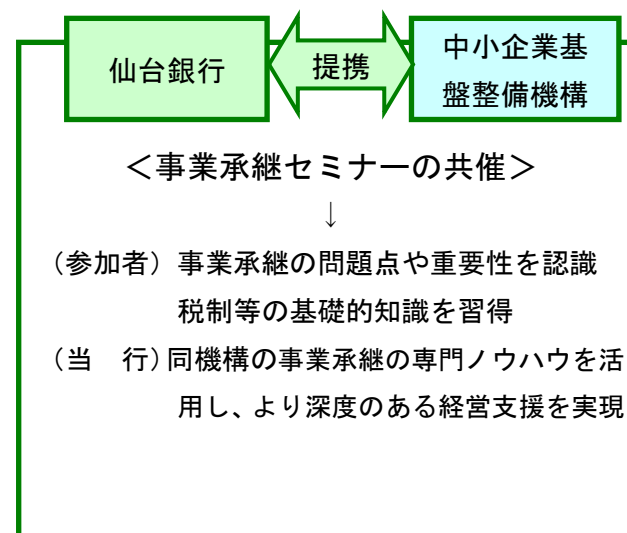 仙台銀行
提携
中小企業基
盤整備機構
＜事業承継セミナーの共催＞
↓
（参加者）事業承継の問題点や重要性を認識
税制等の基礎的知識を習得
（当　行）同機構の事業承継の専門ノウハウを活
用し、より深度のある経営支援を実現